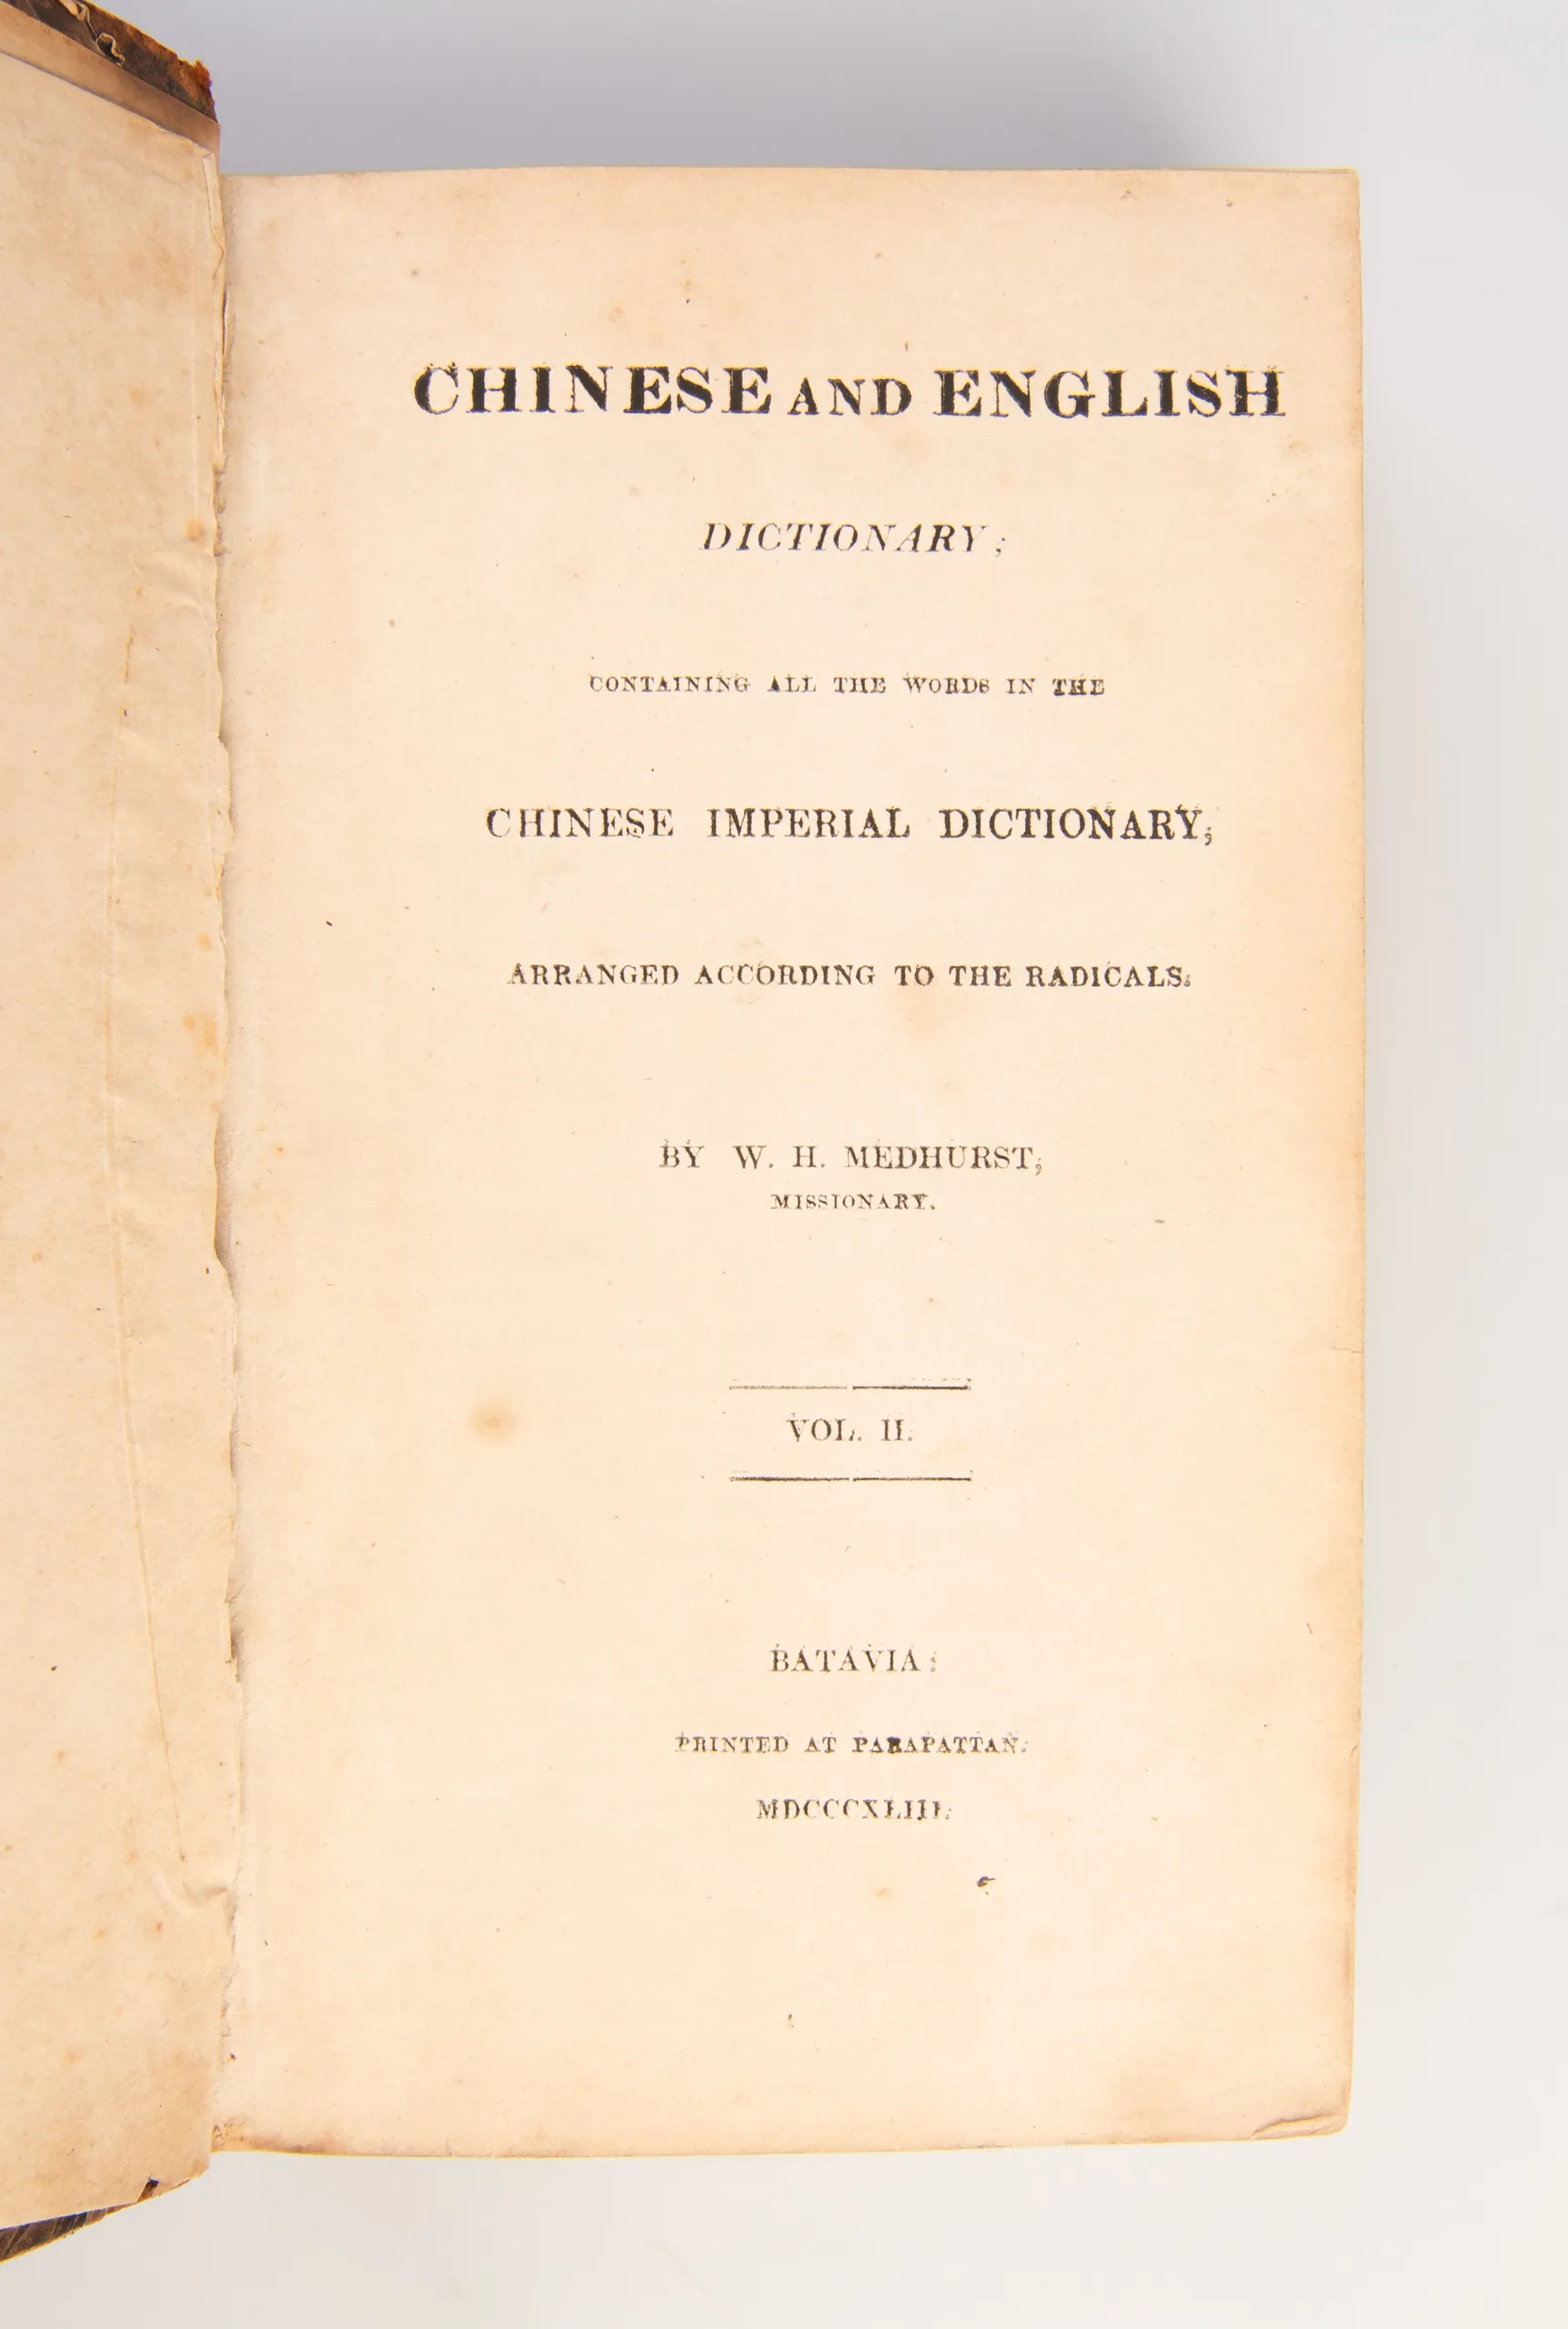 CHINESE AND ENGLISH
DICTIONARY;
CONTAINING ALL THE WORDS IN THE
CHINESE IMPERIAL DICTIONARY;
ARRANGED ACCORDING TO THE RADICALS.
BY W. H. MEDHURST,
MISSIONARY.
VOL. II.
BATAVIA:
PRINTED AT PARAPATTAN.
MDCCCXLIII.